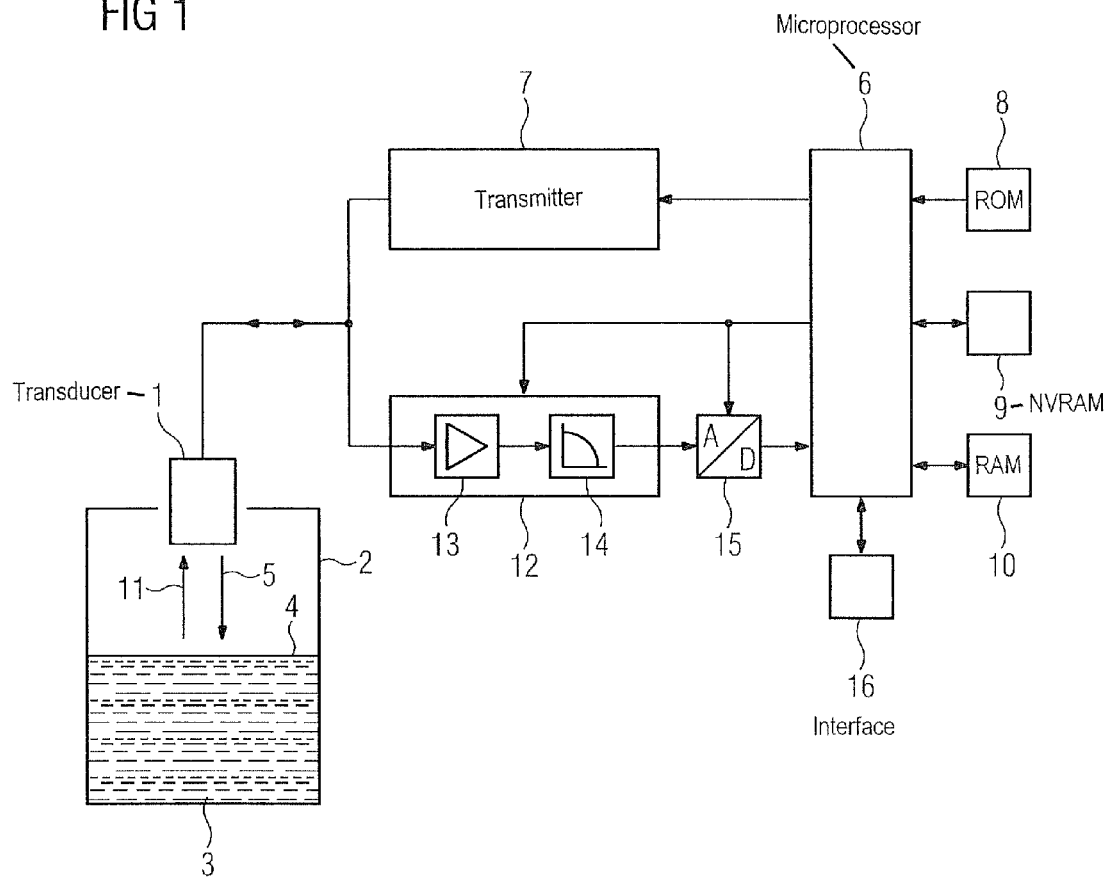 FIG 1
Microprocessor
7
6
8
Transmitter
ROM
Transducer
1
9
NVRAM
A
D
RAM
13
12
14
15
10
2
11
5
4
16
Interface
3